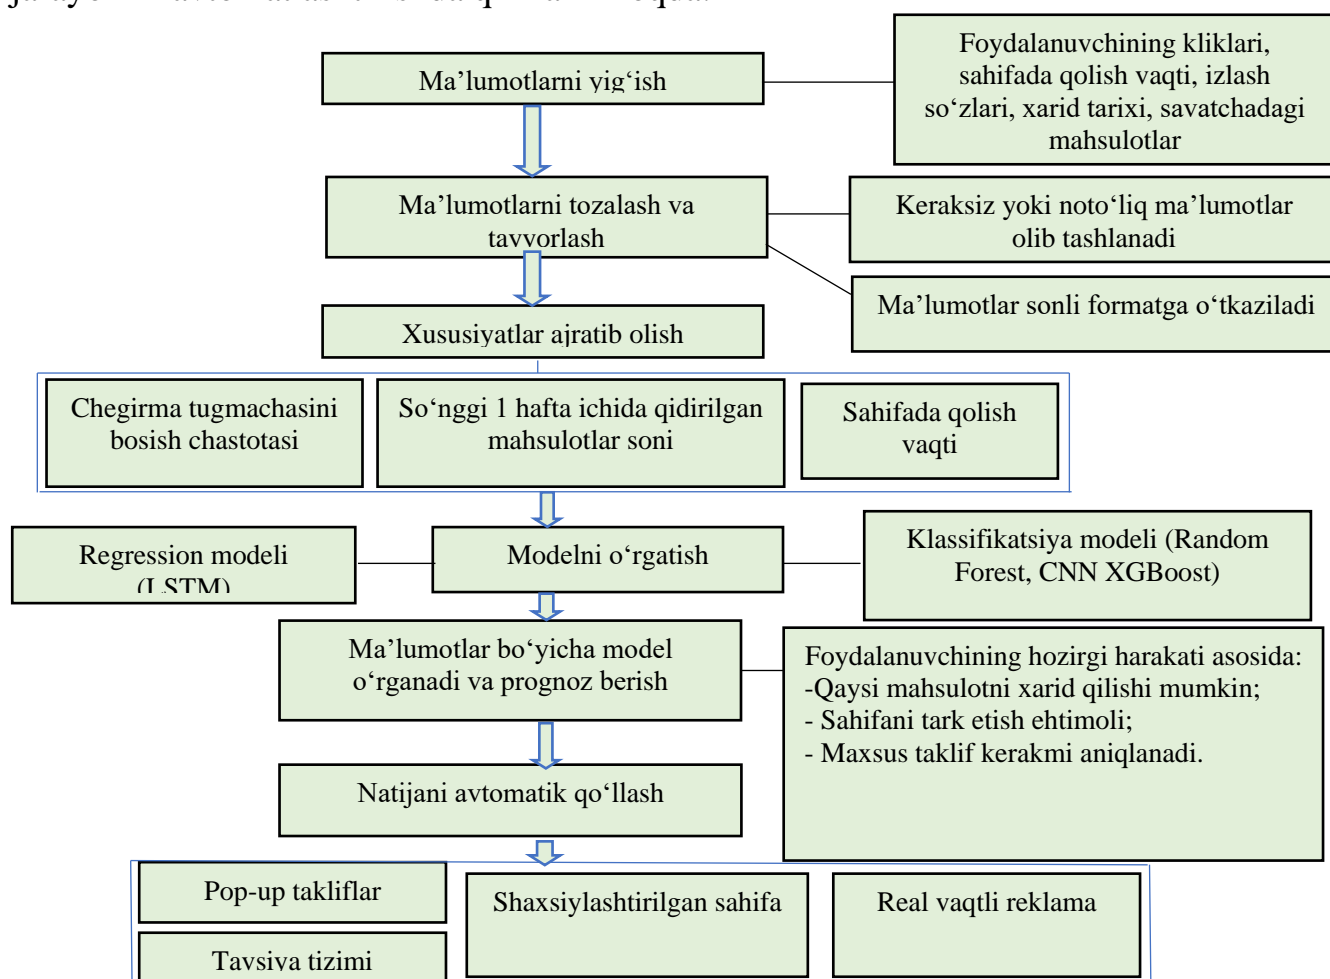 Ma’lumotlarni yig‘ish
Foydalanuvchining kliklari,
sahifada qolish vaqti, izlash
so‘zlari, xarid tarixi, savatchadagi
mahsulotlar
Ma’lumotlarni tozalash va
tayyorlash
Keraksiz yoki noto‘liq ma’lumotlar
olib tashlanadi
Ma’lumotlar sonli formatga o‘tkaziladi
Xususiyatlar ajratib olish
Chegirma tugmachasini
bosish chastotasi
So‘nggi 1 hafta ichida qidirilgan
mahsulotlar soni
Sahifada qolish
vaqti
Regression modeli
(LSTM)
Modelni o‘rgatish
Klassifikatsiya modeli (Random
Forest, CNN XGBoost)
Ma’lumotlar bo‘yicha model
o‘rganadi va prognoz berish
Foydalanuvchining hozirgi harakati asosida:
-Qaysi mahsulotni xarid qilishi mumkin;
- Sahifani tark etish ehtimoli;
- Maxsus taklif kerakmi aniqlanadi.
Natijani avtomatik qo‘llash
Pop-up takliflar
Shaxsiylashtirilgan sahifa
Real vaqtli reklama
Tavsiya tizimi